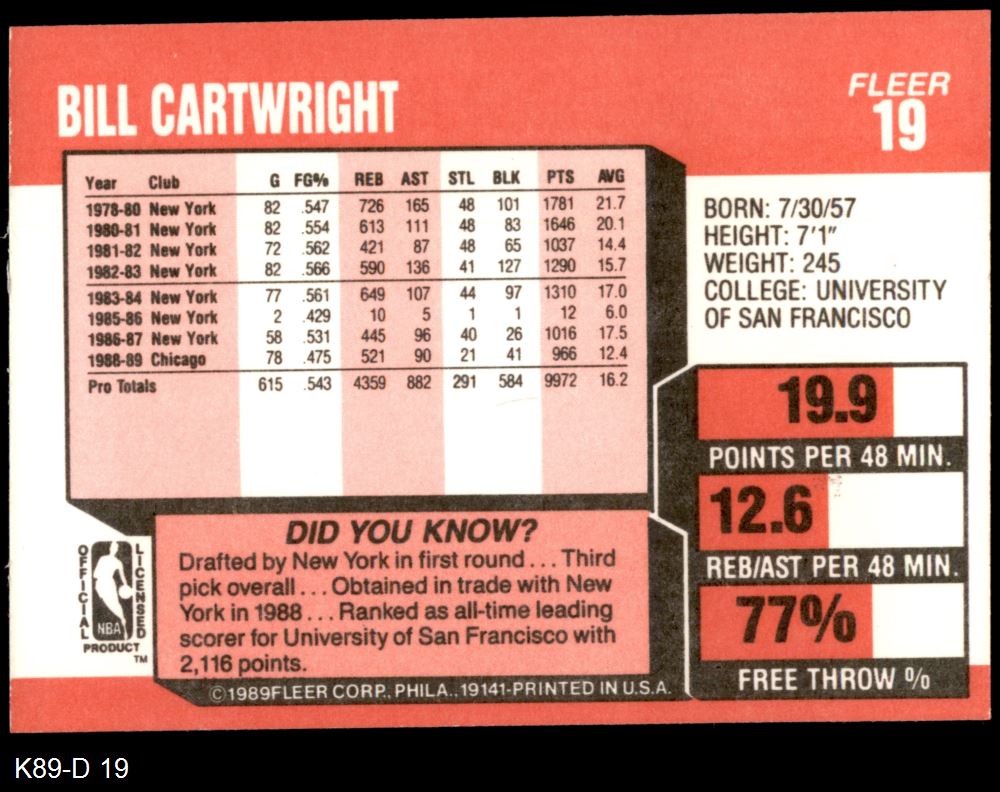 BILL CARTWRIGHT
FLEER
19
Year Club G FG% REB AST STL BLK PTS AVG
1978-80 New York 82 .547 726 165 48 101 1781 21.7
1980-81 New York 82 .554 613 111 48 83 1646 20.1
1981-82 New York 72 .562 421 87 48 65 1037 14.4
1982-83 New York 82 .566 590 136 41 127 1290 15.7
1983-84 New York 77 .561 649 107 44 97 1310 17.0
1985-86 New York 2 .429 10 5 1 1 12 6.0
1986-87 New York 58 .531 445 96 40 26 1016 17.5
1988-89 Chicago 78 .475 521 90 21 41 966 12.4
Pro Totals 615 .543 4359 882 291 584 9972 16.2
BORN: 7/30/57
HEIGHT: 7'1"
WEIGHT: 245
COLLEGE: UNIVERSITY
OF SAN FRANCISCO
19.9
POINTS PER 48 MIN.
12.6
REB/AST PER 48 MIN.
77%
FREE THROW %
DID YOU KNOW?
Drafted by New York in first round . . . Third
pick overall . . . Obtained in trade with New
York in 1988 . . . Ranked as all-time leading
scorer for University of San Francisco with
2,116 points.
OFFICIAL
LICENSED
NBA
PRODUCT
TM
©1989FLEER CORP., PHILA., 19141-PRINTED IN U.S.A.
K89-D 19